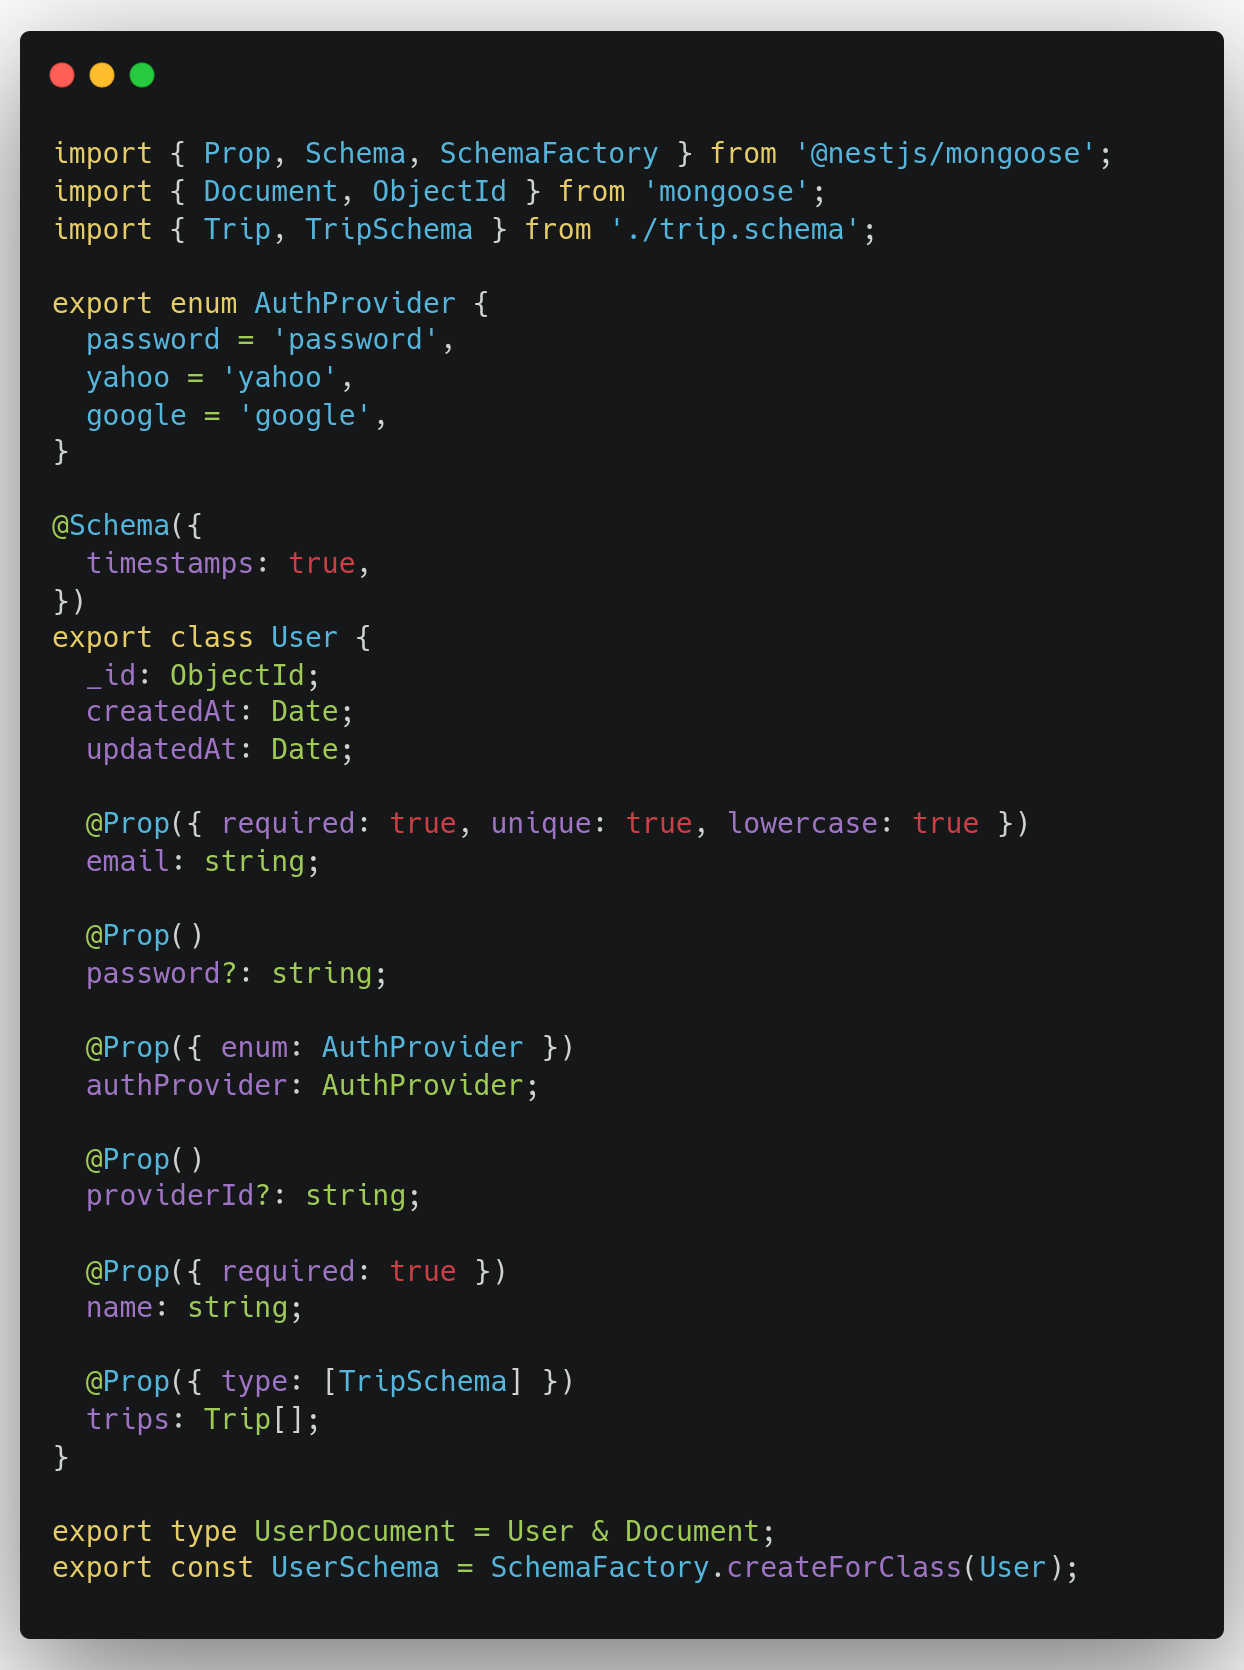 import { Prop, Schema, SchemaFactory } from '@nestjs/mongoose';
import { Document, ObjectId } from 'mongoose';
import { Trip, TripSchema } from './trip.schema';

export enum AuthProvider {
  password = 'password',
  yahoo = 'yahoo',
  google = 'google',
}

@Schema({
  timestamps: true,
})
export class User {
  _id: ObjectId;
  createdAt: Date;
  updatedAt: Date;

  @Prop({ required: true, unique: true, lowercase: true })
  email: string;

  @Prop()
  password?: string;

  @Prop({ enum: AuthProvider })
  authProvider: AuthProvider;

  @Prop()
  providerId?: string;

  @Prop({ required: true })
  name: string;

  @Prop({ type: [TripSchema] })
  trips: Trip[];
}

export type UserDocument = User & Document;
export const UserSchema = SchemaFactory.createForClass(User);